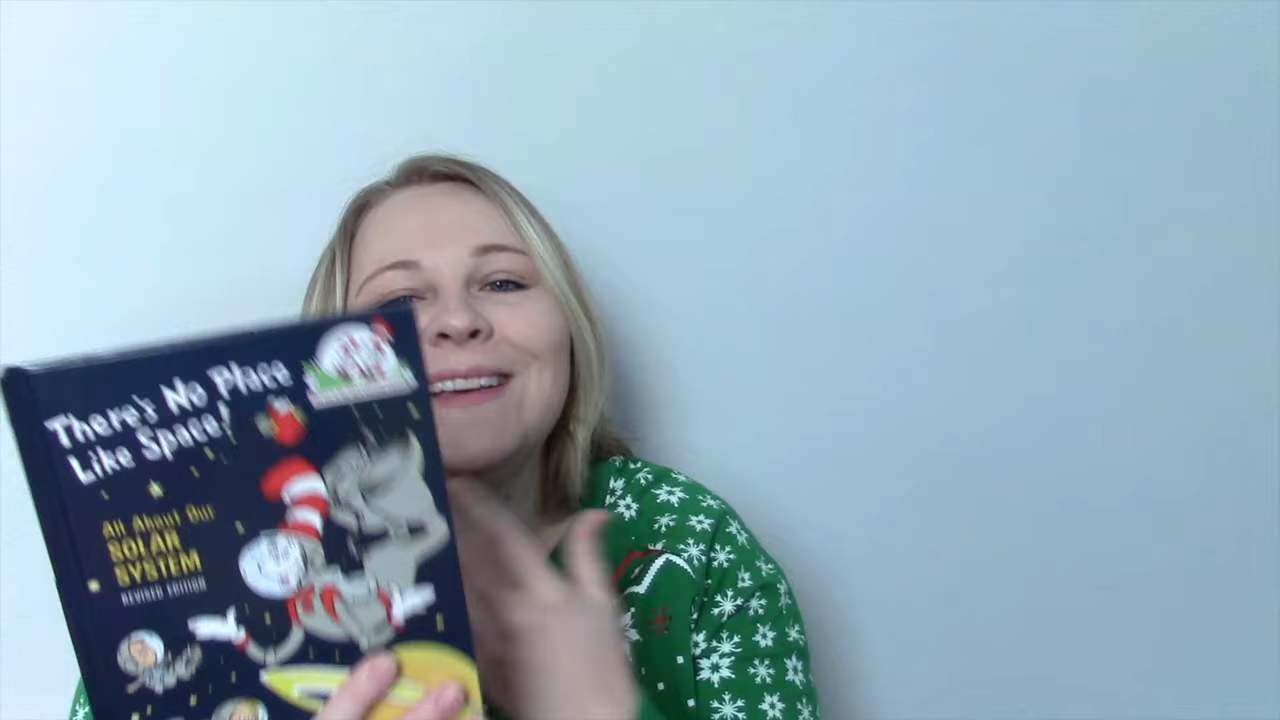 There's No Place
Like Space!
All About Our
SOLAR
SYSTEM
REVISED EDITION